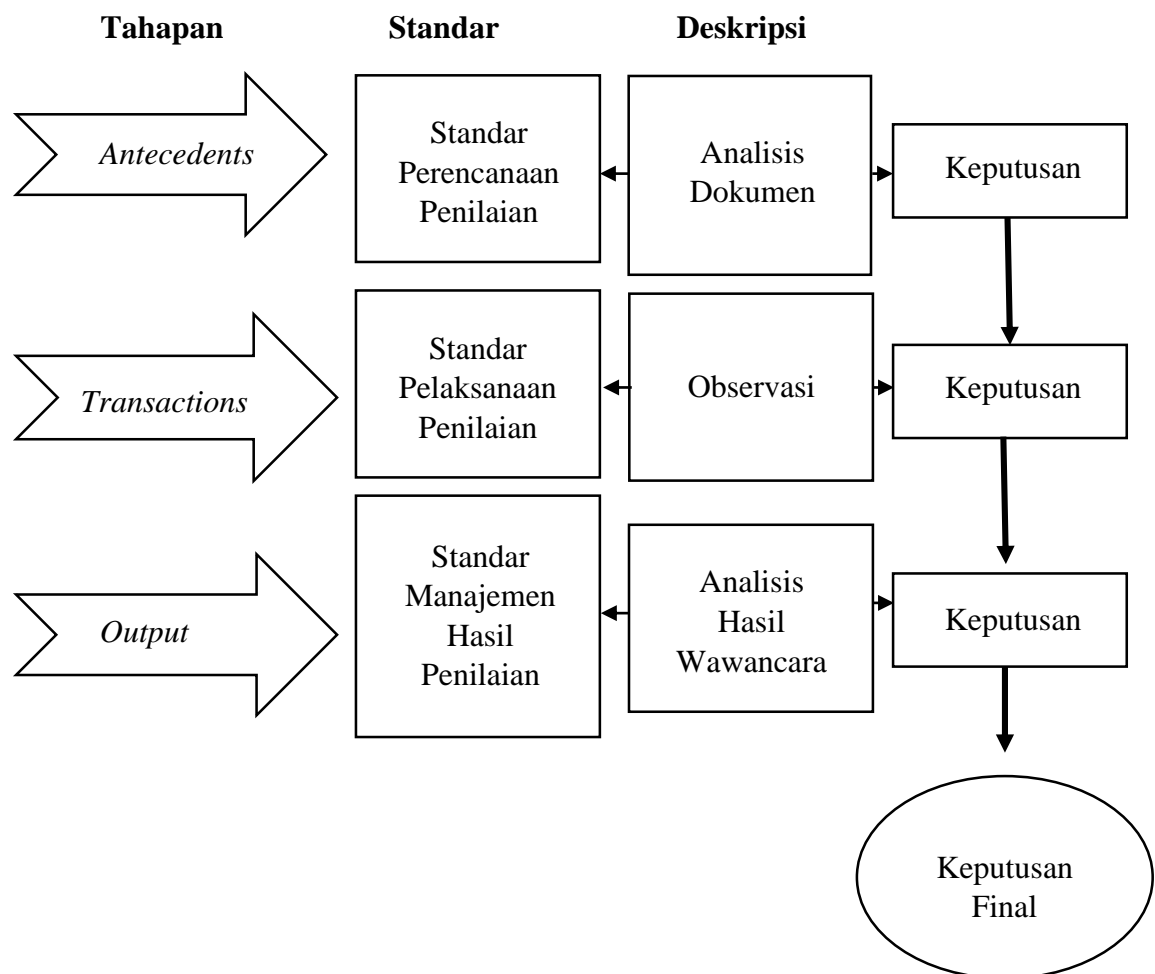 Tahapan Standar Deskripsi
Antecedents
Standar
Perencanaan
Penilaian
Analisis
Dokumen
Keputusan
Transactions
Standar
Pelaksanaan
Penilaian
Observasi
Keputusan
Output
Standar
Manajemen
Hasil
Penilaian
Analisis
Hasil
Wawancara
Keputusan
Keputusan
Final